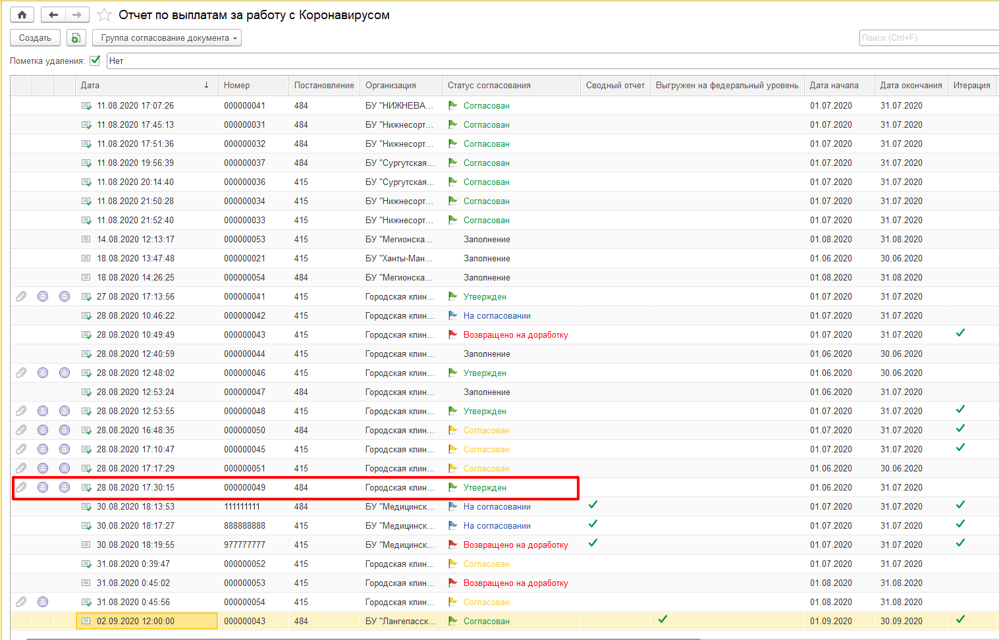 Отчет по выплатам за работу с Коронавирусом
Создать Группа согласование документа Поиск (Ctrl+F)
Пометка удаления: Нет
Дата ↓ Номер Постановление Организация Статус согласования Сводный отчет Выгружен на федеральный уровень Дата начала Дата окончания Итерация
11.08.2020 17:07:26 000000041 484 БУ "НИЖНЕВА... Согласован 01.07.2020 31.07.2020
11.08.2020 17:45:13 000000031 484 БУ "Нижнесорт... Согласован 01.07.2020 31.07.2020
11.08.2020 17:51:36 000000032 484 БУ "Нижнесорт... Согласован 01.07.2020 31.07.2020
11.08.2020 19:56:39 000000037 484 БУ "Сургутская... Согласован 01.07.2020 31.07.2020
11.08.2020 20:14:40 000000036 415 БУ "Сургутская... Согласован 01.07.2020 31.07.2020
11.08.2020 21:50:28 000000034 415 БУ "Нижнесорт... Согласован 01.07.2020 31.07.2020
11.08.2020 21:52:40 000000033 415 БУ "Нижнесорт... Согласован 01.07.2020 31.07.2020
14.08.2020 12:13:17 000000053 415 БУ "Мегионска... Заполнение 01.08.2020 31.08.2020
18.08.2020 13:47:48 000000021 415 БУ "Ханты-Ман... Заполнение 01.06.2020 30.06.2020
18.08.2020 14:26:25 000000054 484 БУ "Мегионска... Заполнение 01.08.2020 31.08.2020
27.08.2020 17:13:56 000000041 415 Городская клин... Утвержден 01.07.2020 31.07.2020
28.08.2020 10:46:22 000000042 415 Городская клин... На согласовании 01.07.2020 31.07.2020
28.08.2020 10:49:49 000000043 415 Городская клин... Возвращено на доработку 01.07.2020 31.07.2020
28.08.2020 12:40:59 000000044 415 Городская клин... Заполнение 01.06.2020 30.06.2020
28.08.2020 12:48:02 000000046 415 Городская клин... Утвержден 01.06.2020 30.06.2020
28.08.2020 12:53:24 000000047 484 Городская клин... Заполнение 01.06.2020 31.07.2020
28.08.2020 12:53:55 000000048 415 Городская клин... Утвержден 01.07.2020 31.07.2020
28.08.2020 16:48:35 000000050 484 Городская клин... Согласован 01.07.2020 31.07.2020
28.08.2020 17:10:47 000000045 415 Городская клин... Согласован 01.07.2020 31.07.2020
28.08.2020 17:17:29 000000051 415 Городская клин... Согласован 01.06.2020 30.06.2020
28.08.2020 17:30:15 000000049 484 Городская клин... Утвержден 01.06.2020 31.07.2020
30.08.2020 18:13:53 111111111 484 БУ "Медицинск... На согласовании 01.07.2020 31.07.2020
30.08.2020 18:17:27 888888888 415 БУ "Медицинск... На согласовании 01.07.2020 31.07.2020
30.08.2020 18:19:55 977777777 415 БУ "Медицинск... Возвращено на доработку 01.07.2020 31.07.2020
31.08.2020 0:39:47 000000052 415 Городская клин... Согласован 01.07.2020 31.07.2020
31.08.2020 0:45:02 000000053 415 Городская клин... Возвращено на доработку 01.08.2020 31.08.2020
31.08.2020 0:45:56 000000054 415 Городская клин... Согласован 01.08.2020 31.08.2020
02.09.2020 12:00:00 000000043 484 БУ "Лангепасск... Согласован 01.09.2020 30.09.2020